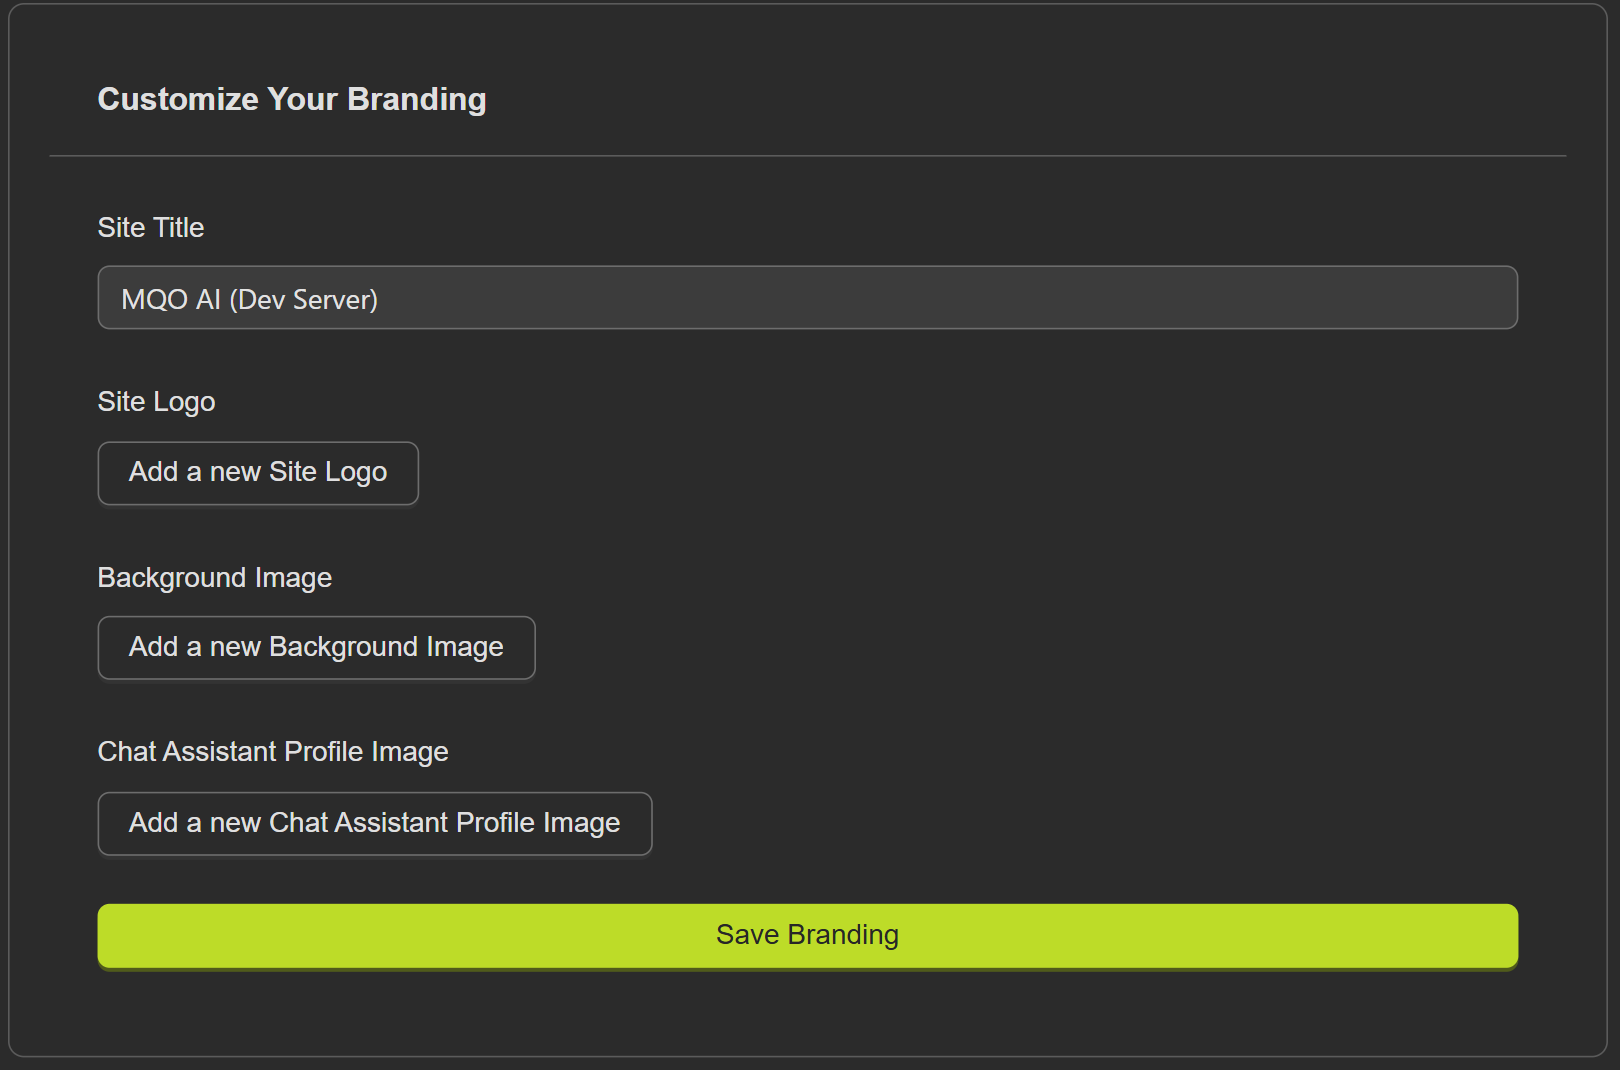 Customize Your Branding
Site Title
MQO AI (Dev Server)
Site Logo
Add a new Site Logo
Background Image
Add a new Background Image
Chat Assistant Profile Image
Add a new Chat Assistant Profile Image
Save Branding